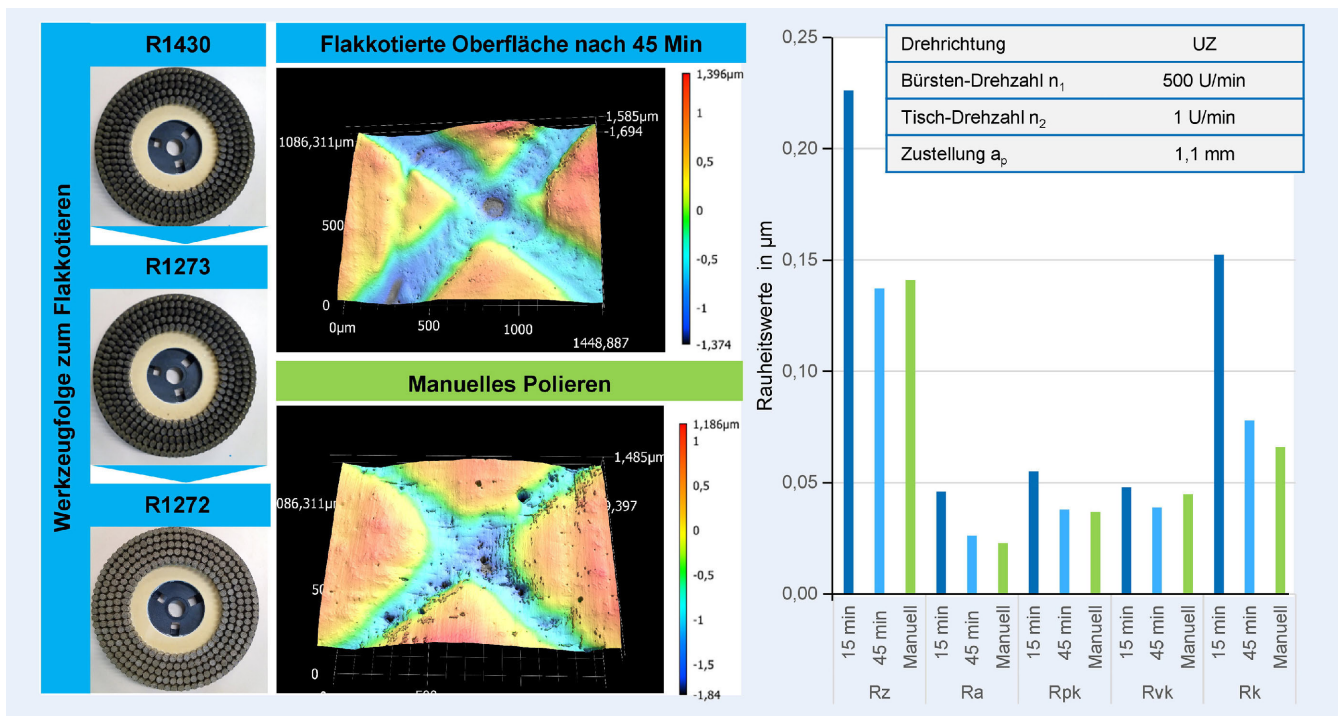 Werkzeugfolge zum Flakkotieren
R1430
R1273
R1272
Flakkotierte Oberfläche nach 45 Min
1086,311µm
500
0
0µm
500
1000
1448,887
1,585µm
-1,694
1,396µm
1
0,5
0
-0,5
-1
-1,374
Manuelles Polieren
086,311µm
50
0
500
1,485µm
9,397
1,186µm
1
0,5
0
-0,5
-1
-1,5
-1,84
Rauheitswerte in µm
0,25
0,20
0,15
0,10
0,05
0,00
Drehrichtung UZ
Bürsten-Drehzahl n₁ 500 U/min
Tisch-Drehzahl n₂ 1 U/min
Zustellung aₚ 1,1 mm
15 min 45 min Manuell 15 min 45 min Manuell 15 min 45 min Manuell 15 min 45 min Manuell 15 min 45 min Manuell
Rz Ra Rpk Rvk Rk